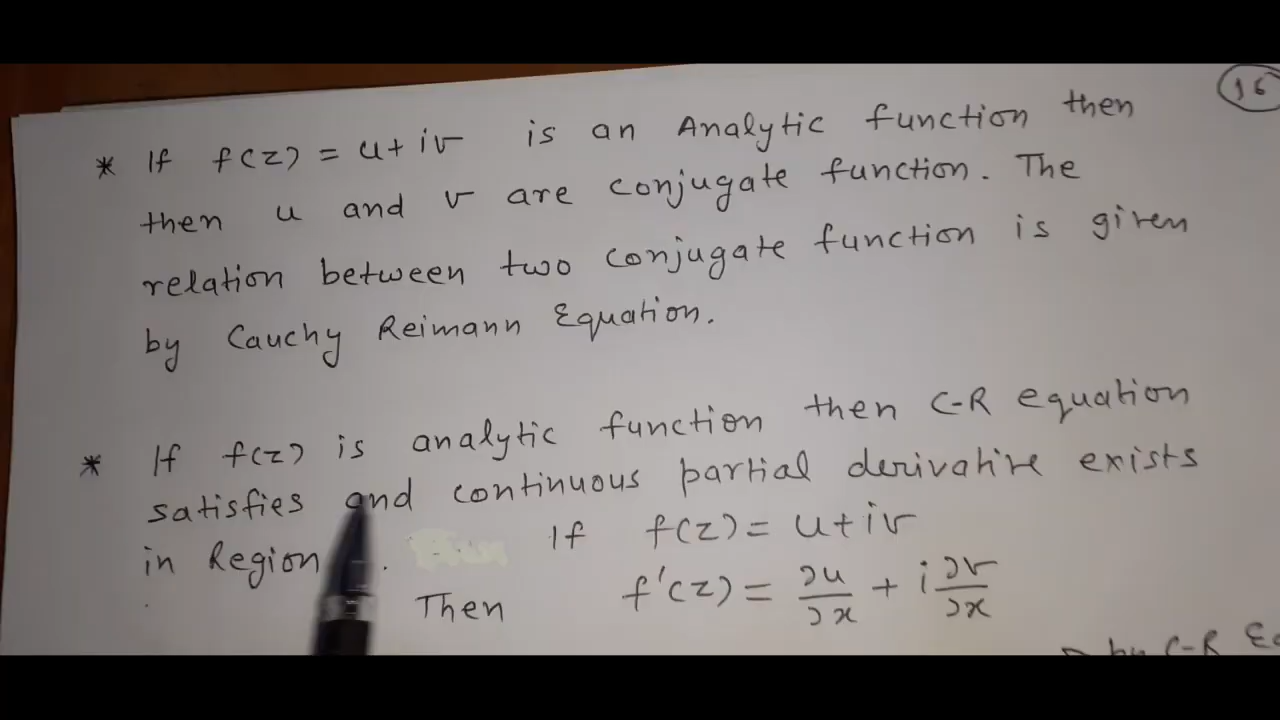 16
* If f(z) = u + iv is an Analytic function then
then u and v are conjugate function. The
relation between two conjugate function is given
by Cauchy Reimann Equation.
* If f(z) is analytic function then C-R equation
satisfies and continuous partial derivative exists
in Region . If f(z) = u + iv
Then f'(z) = ∂u/∂x + i ∂v/∂x
by C-R